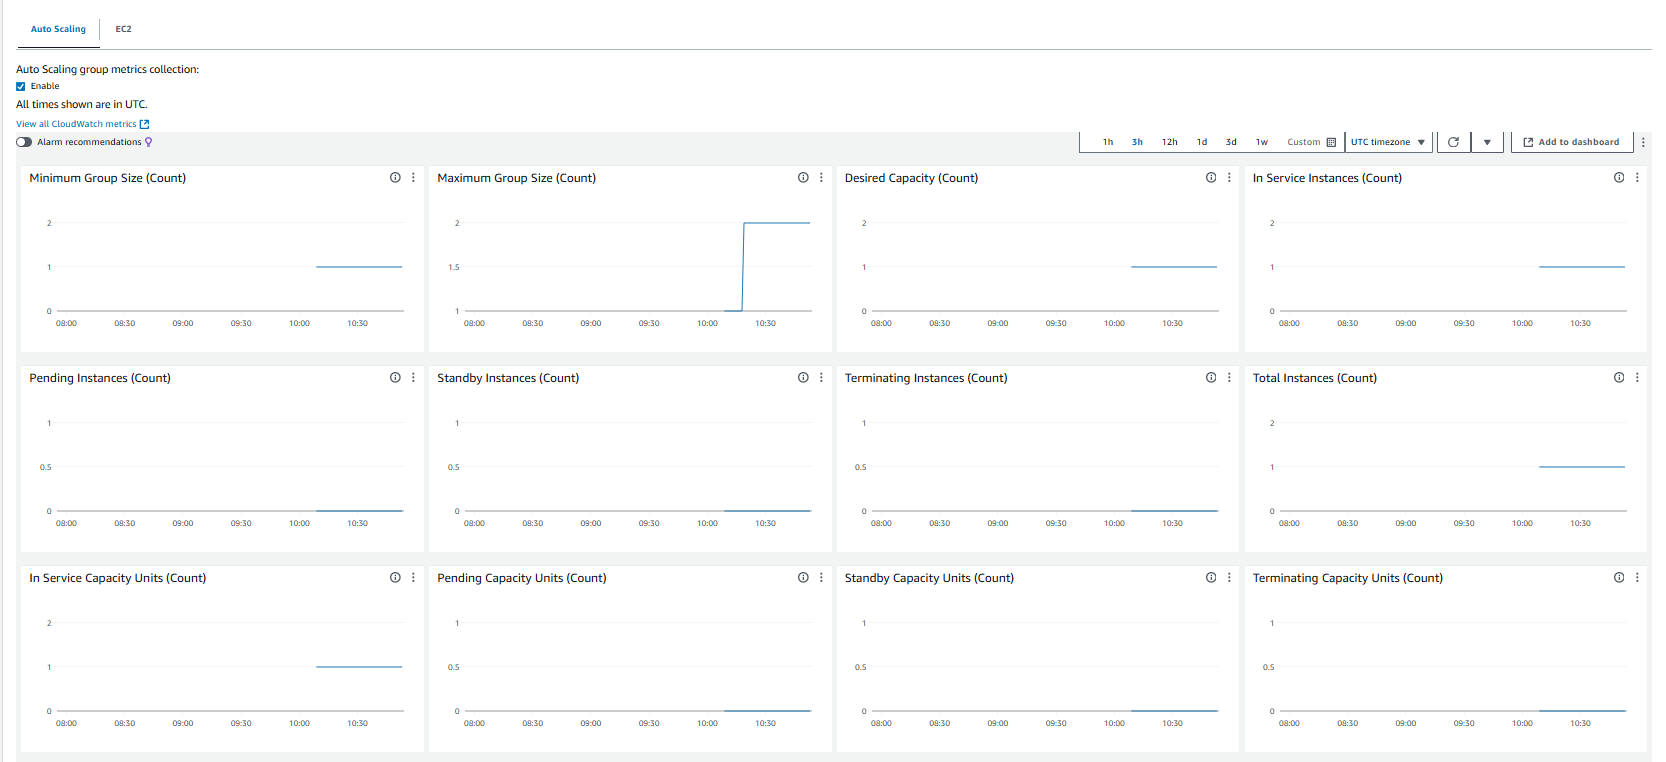 Auto Scaling EC2
Auto Scaling group metrics collection:
Enable
All times shown are in UTC.
View all CloudWatch metrics
Alarm recommendations 1h 3h 12h 1d 3d 1w Custom UTC timezone Add to dashboard
Minimum Group Size (Count)
2
1
0
08:00 08:30 09:00 09:30 10:00 10:30
Maximum Group Size (Count)
2
1.5
1
08:00 08:30 09:00 09:30 10:00 10:30
Desired Capacity (Count)
2
1
0
08:00 08:30 09:00 09:30 10:00 10:30
In Service Instances (Count)
2
1
0
08:00 08:30 09:00 09:30 10:00 10:30
Pending Instances (Count)
1
0.5
0
08:00 08:30 09:00 09:30 10:00 10:30
Standby Instances (Count)
1
0.5
0
08:00 08:30 09:00 09:30 10:00 10:30
Terminating Instances (Count)
1
0.5
0
08:00 08:30 09:00 09:30 10:00 10:30
Total Instances (Count)
2
1
0
08:00 08:30 09:00 09:30 10:00 10:30
In Service Capacity Units (Count)
2
1
0
08:00 08:30 09:00 09:30 10:00 10:30
Pending Capacity Units (Count)
1
0.5
0
08:00 08:30 09:00 09:30 10:00 10:30
Standby Capacity Units (Count)
1
0.5
0
08:00 08:30 09:00 09:30 10:00 10:30
Terminating Capacity Units (Count)
1
0.5
0
08:00 08:30 09:00 09:30 10:00 10:30